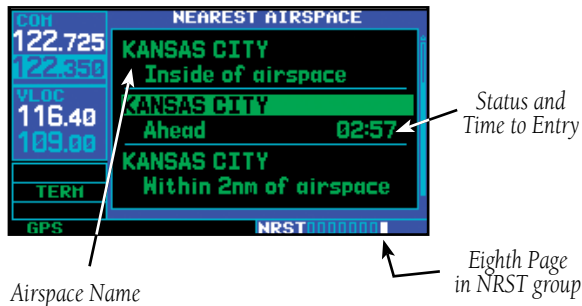 COM
122.725
122.350
VLOC
116.40
109.00
TERM
GPS
NEAREST AIRSPACE
KANSAS CITY
Inside of airspace
KANSAS CITY
Ahead 02:57
KANSAS CITY
Within 2nm of airspace
NRST
Status and
Time to Entry
Eighth Page
in NRST group
Airspace Name